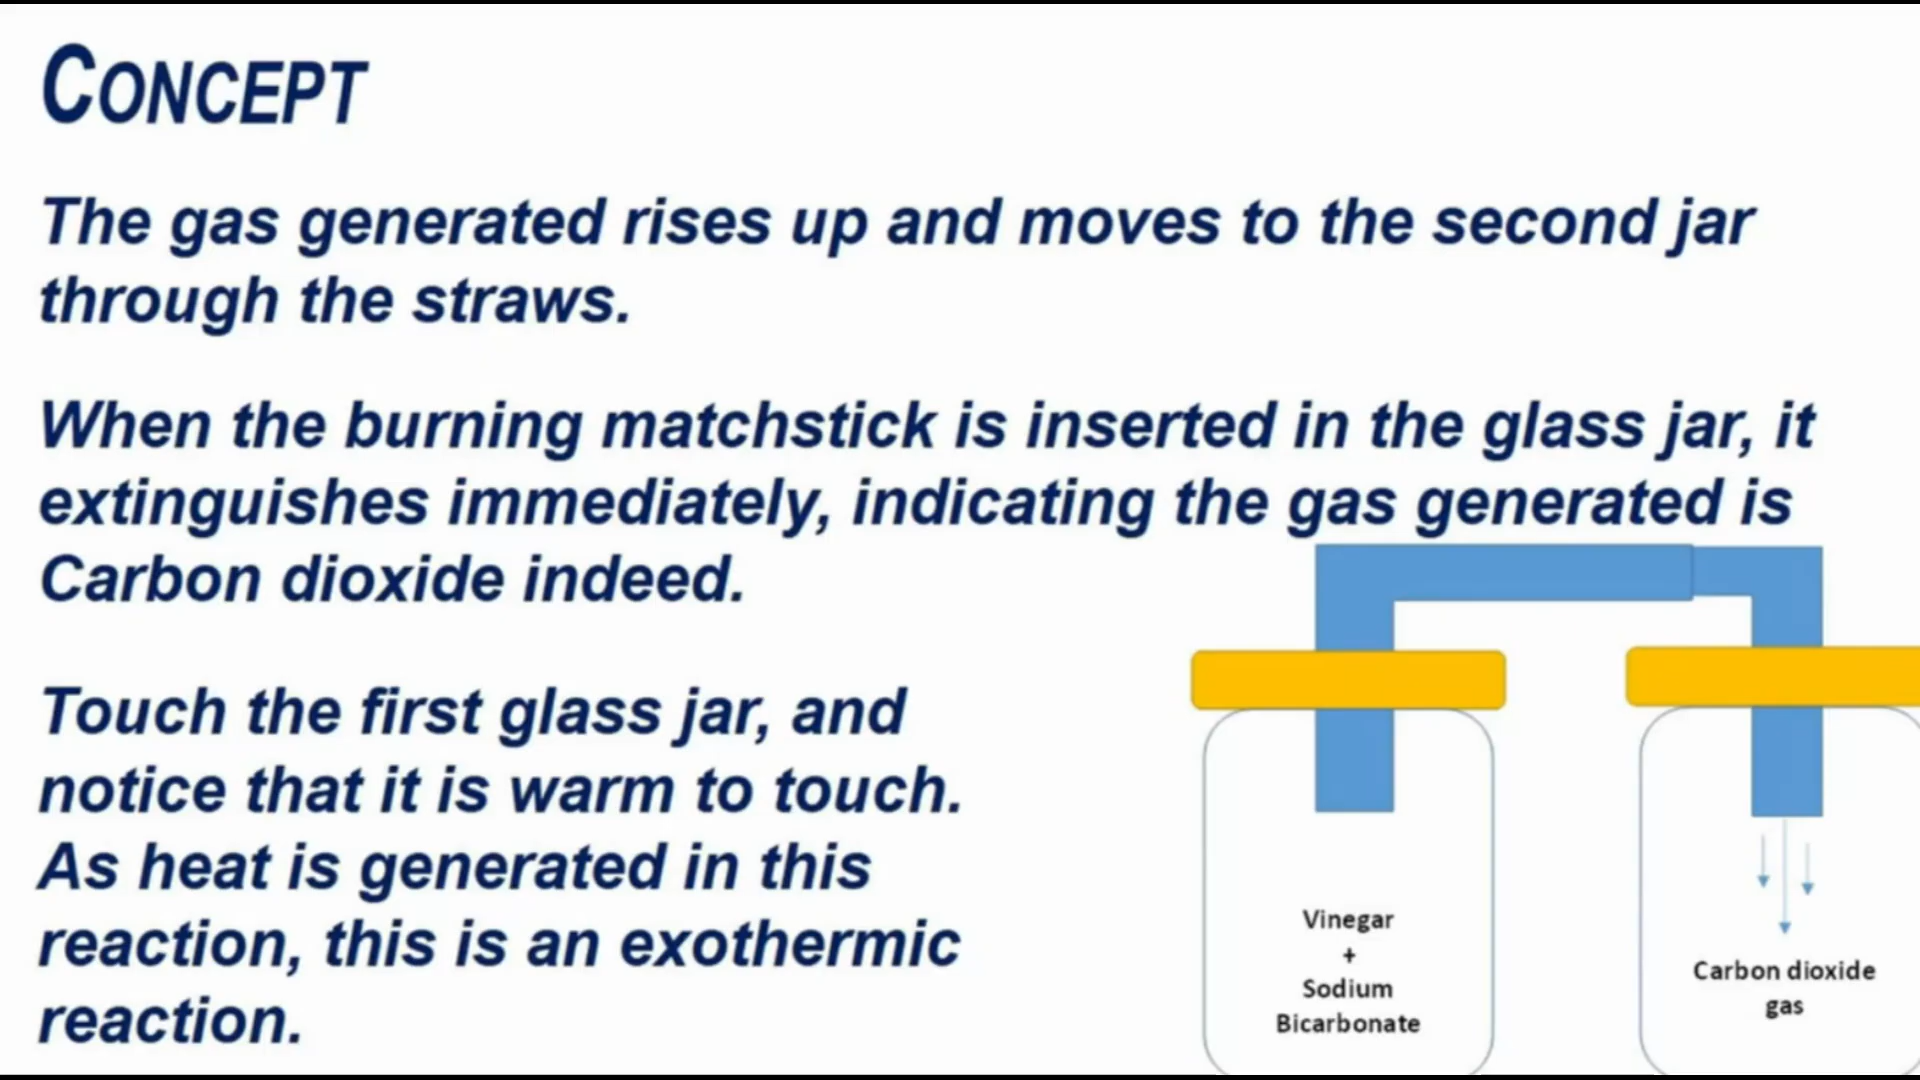 CONCEPT
The gas generated rises up and moves to the second jar
through the straws.
When the burning matchstick is inserted in the glass jar, it
extinguishes immediately, indicating the gas generated is
Carbon dioxide indeed.
Touch the first glass jar, and
notice that it is warm to touch.
As heat is generated in this
reaction, this is an exothermic
reaction.
Vinegar
+
Sodium
Bicarbonate
Carbon dioxide
gas